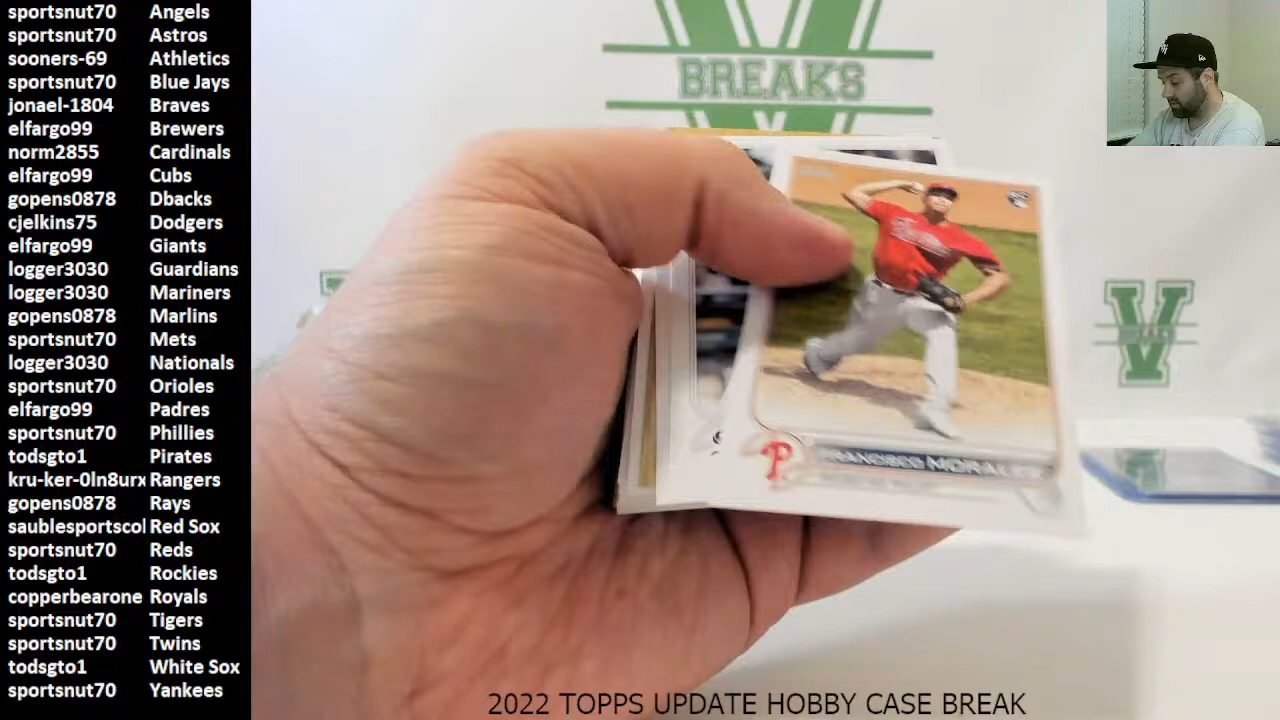 sportsnut70 Angels
sportsnut70 Astros
sooners-69 Athletics
sportsnut70 Blue Jays
jonael-1804 Braves
elfargo99 Brewers
norm2855 Cardinals
elfargo99 Cubs
gopens0878 Dbacks
cjelkins75 Dodgers
elfargo99 Giants
logger3030 Guardians
logger3030 Mariners
gopens0878 Marlins
sportsnut70 Mets
logger3030 Nationals
sportsnut70 Orioles
elfargo99 Padres
sportsnut70 Phillies
todsgto1 Pirates
kru-ker-0ln8urx Rangers
gopens0878 Rays
saublesportscol Red Sox
sportsnut70 Reds
todsgto1 Rockies
copperbearone Royals
sportsnut70 Tigers
sportsnut70 Twins
todsgto1 White Sox
sportsnut70 Yankees
V
BREAKS
P
FRANCISCO MORALES
V
2022 TOPPS UPDATE HOBBY CASE BREAK